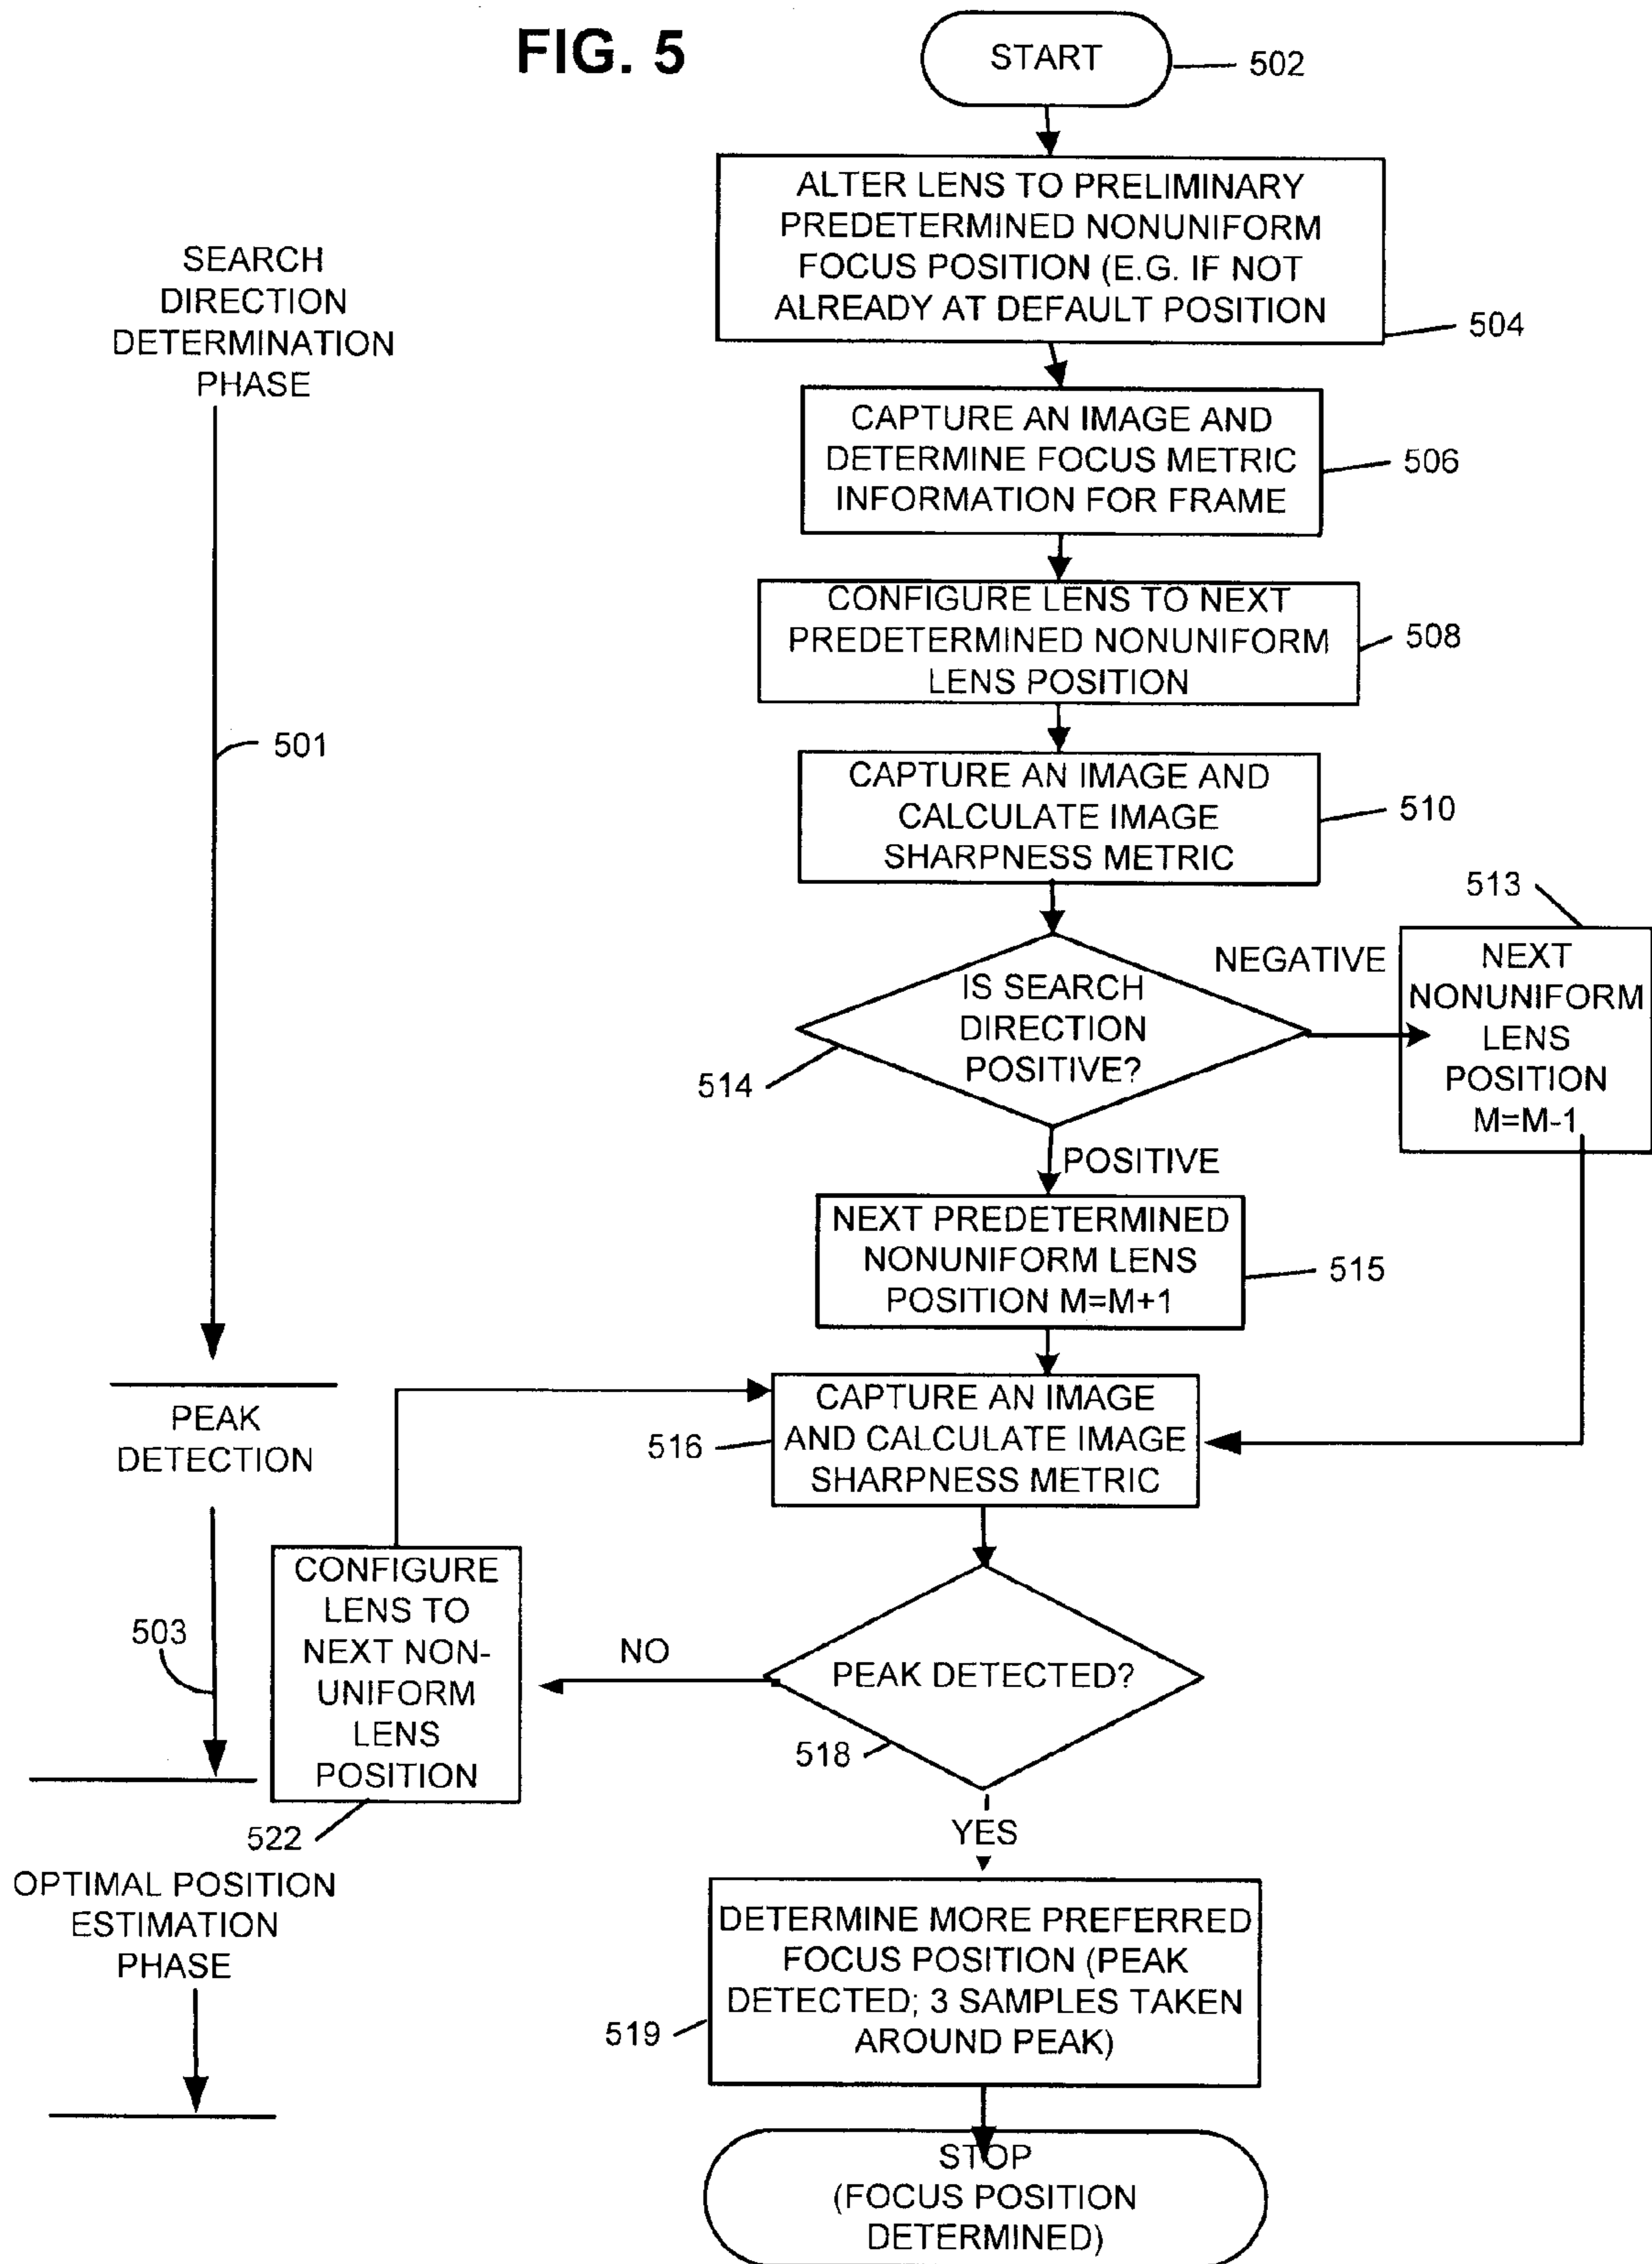 FIG. 5
START
502
ALTER LENS TO PRELIMINARY
PREDETERMINED NONUNIFORM
FOCUS POSITION (E.G. IF NOT
ALREADY AT DEFAULT POSITION
504
SEARCH
DIRECTION
DETERMINATION
PHASE
501
CAPTURE AN IMAGE AND
DETERMINE FOCUS METRIC
INFORMATION FOR FRAME
506
CONFIGURE LENS TO NEXT
PREDETERMINED NONUNIFORM
LENS POSITION
508
CAPTURE AN IMAGE AND
CALCULATE IMAGE
SHARPNESS METRIC
510
IS SEARCH
DIRECTION
POSITIVE?
514
NEGATIVE
513
NEXT
NONUNIFORM
LENS
POSITION
M=M-1
POSITIVE
NEXT PREDETERMINED
NONUNIFORM LENS
POSITION M=M+1
515
PEAK
DETECTION
503
CAPTURE AN IMAGE
AND CALCULATE IMAGE
SHARPNESS METRIC
516
PEAK DETECTED?
518
NO
CONFIGURE
LENS TO
NEXT NON-
UNIFORM
LENS
POSITION
522
YES
OPTIMAL POSITION
ESTIMATION
PHASE
DETERMINE MORE PREFERRED
FOCUS POSITION (PEAK
DETECTED; 3 SAMPLES TAKEN
AROUND PEAK)
519
STOP
(FOCUS POSITION
DETERMINED)